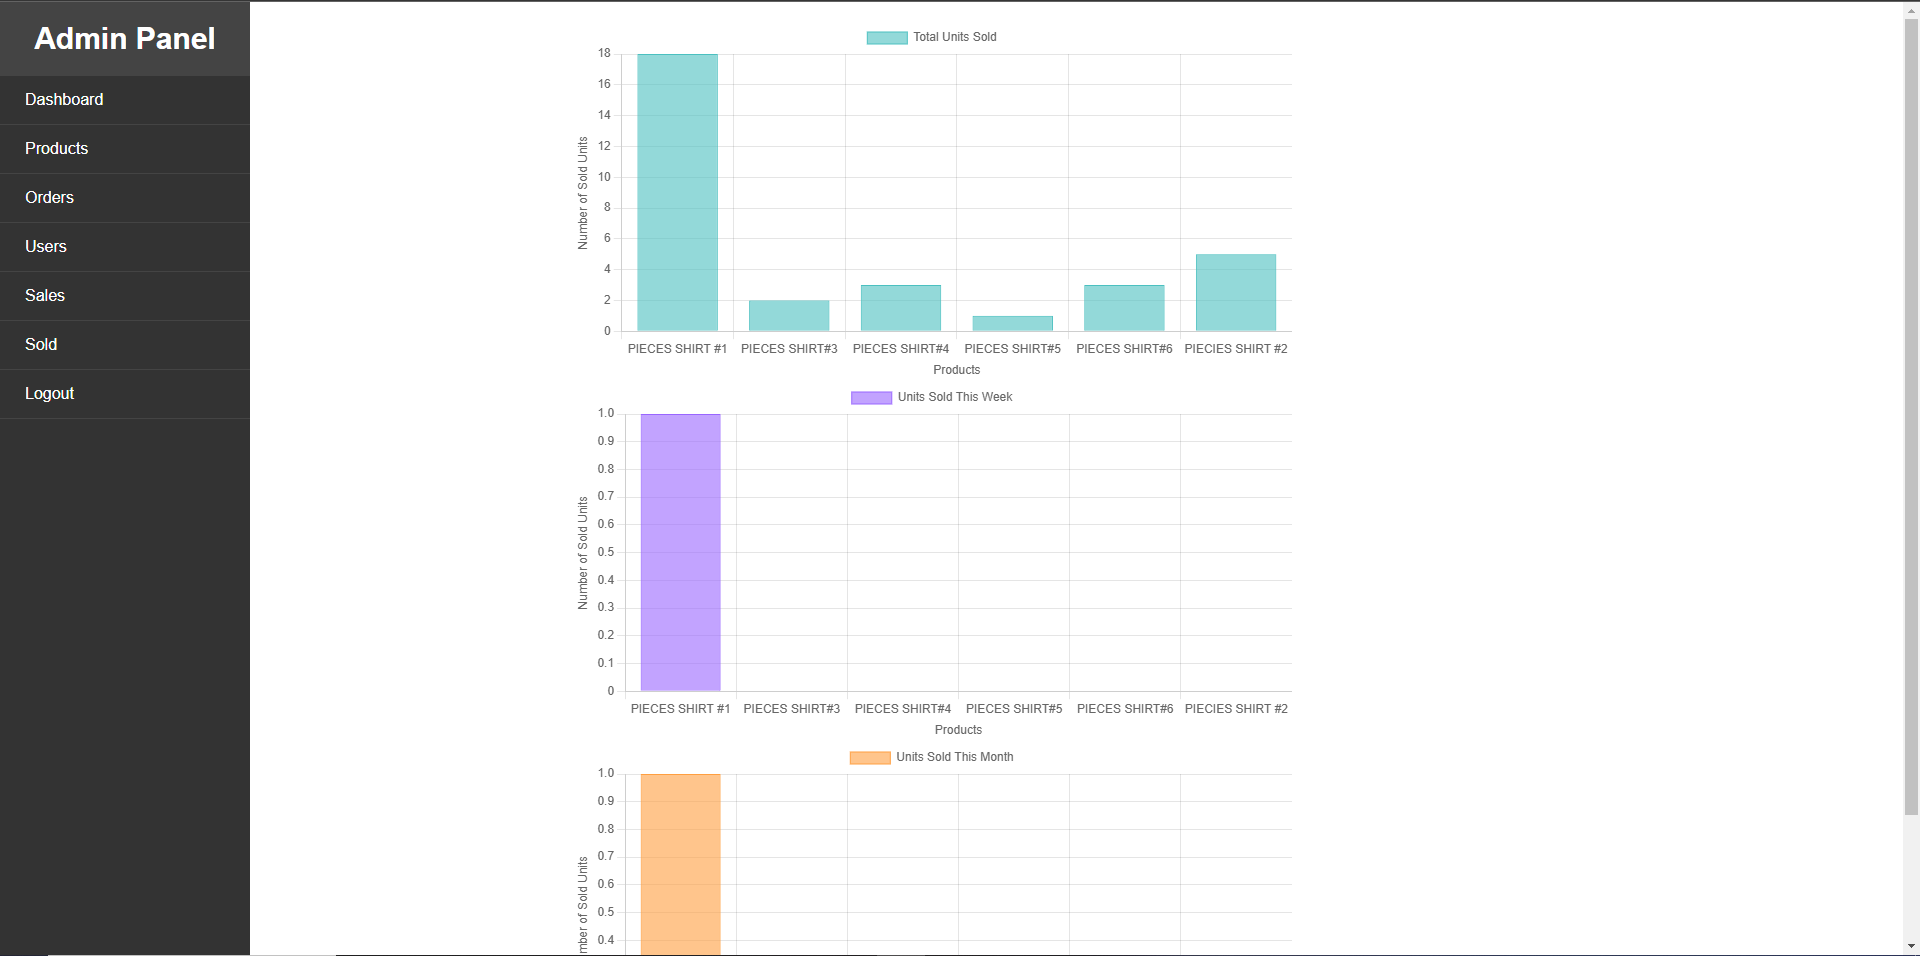 Admin Panel
Dashboard
Products
Orders
Users
Sales
Sold
Logout
Total Units Sold
18
16
14
12
10
8
6
4
2
0
Number of Sold Units
PIECES SHIRT #1 PIECES SHIRT#3 PIECES SHIRT#4 PIECES SHIRT#5 PIECES SHIRT#6 PIECIES SHIRT #2
Products
Units Sold This Week
1.0
0.9
0.8
0.7
0.6
0.5
0.4
0.3
0.2
0.1
0
Number of Sold Units
PIECES SHIRT #1 PIECES SHIRT#3 PIECES SHIRT#4 PIECES SHIRT#5 PIECES SHIRT#6 PIECIES SHIRT #2
Products
Units Sold This Month
1.0
0.9
0.8
0.7
0.6
0.5
0.4
mber of Sold Units